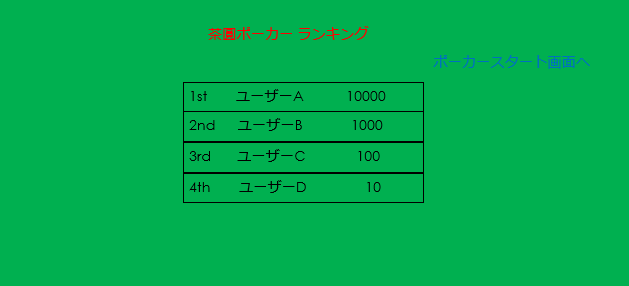 茶圓ポーカー ランキング
ポーカースタート画面へ
1st ユーザーA 10000
2nd ユーザーB 1000
3rd ユーザーC 100
4th ユーザーD 10